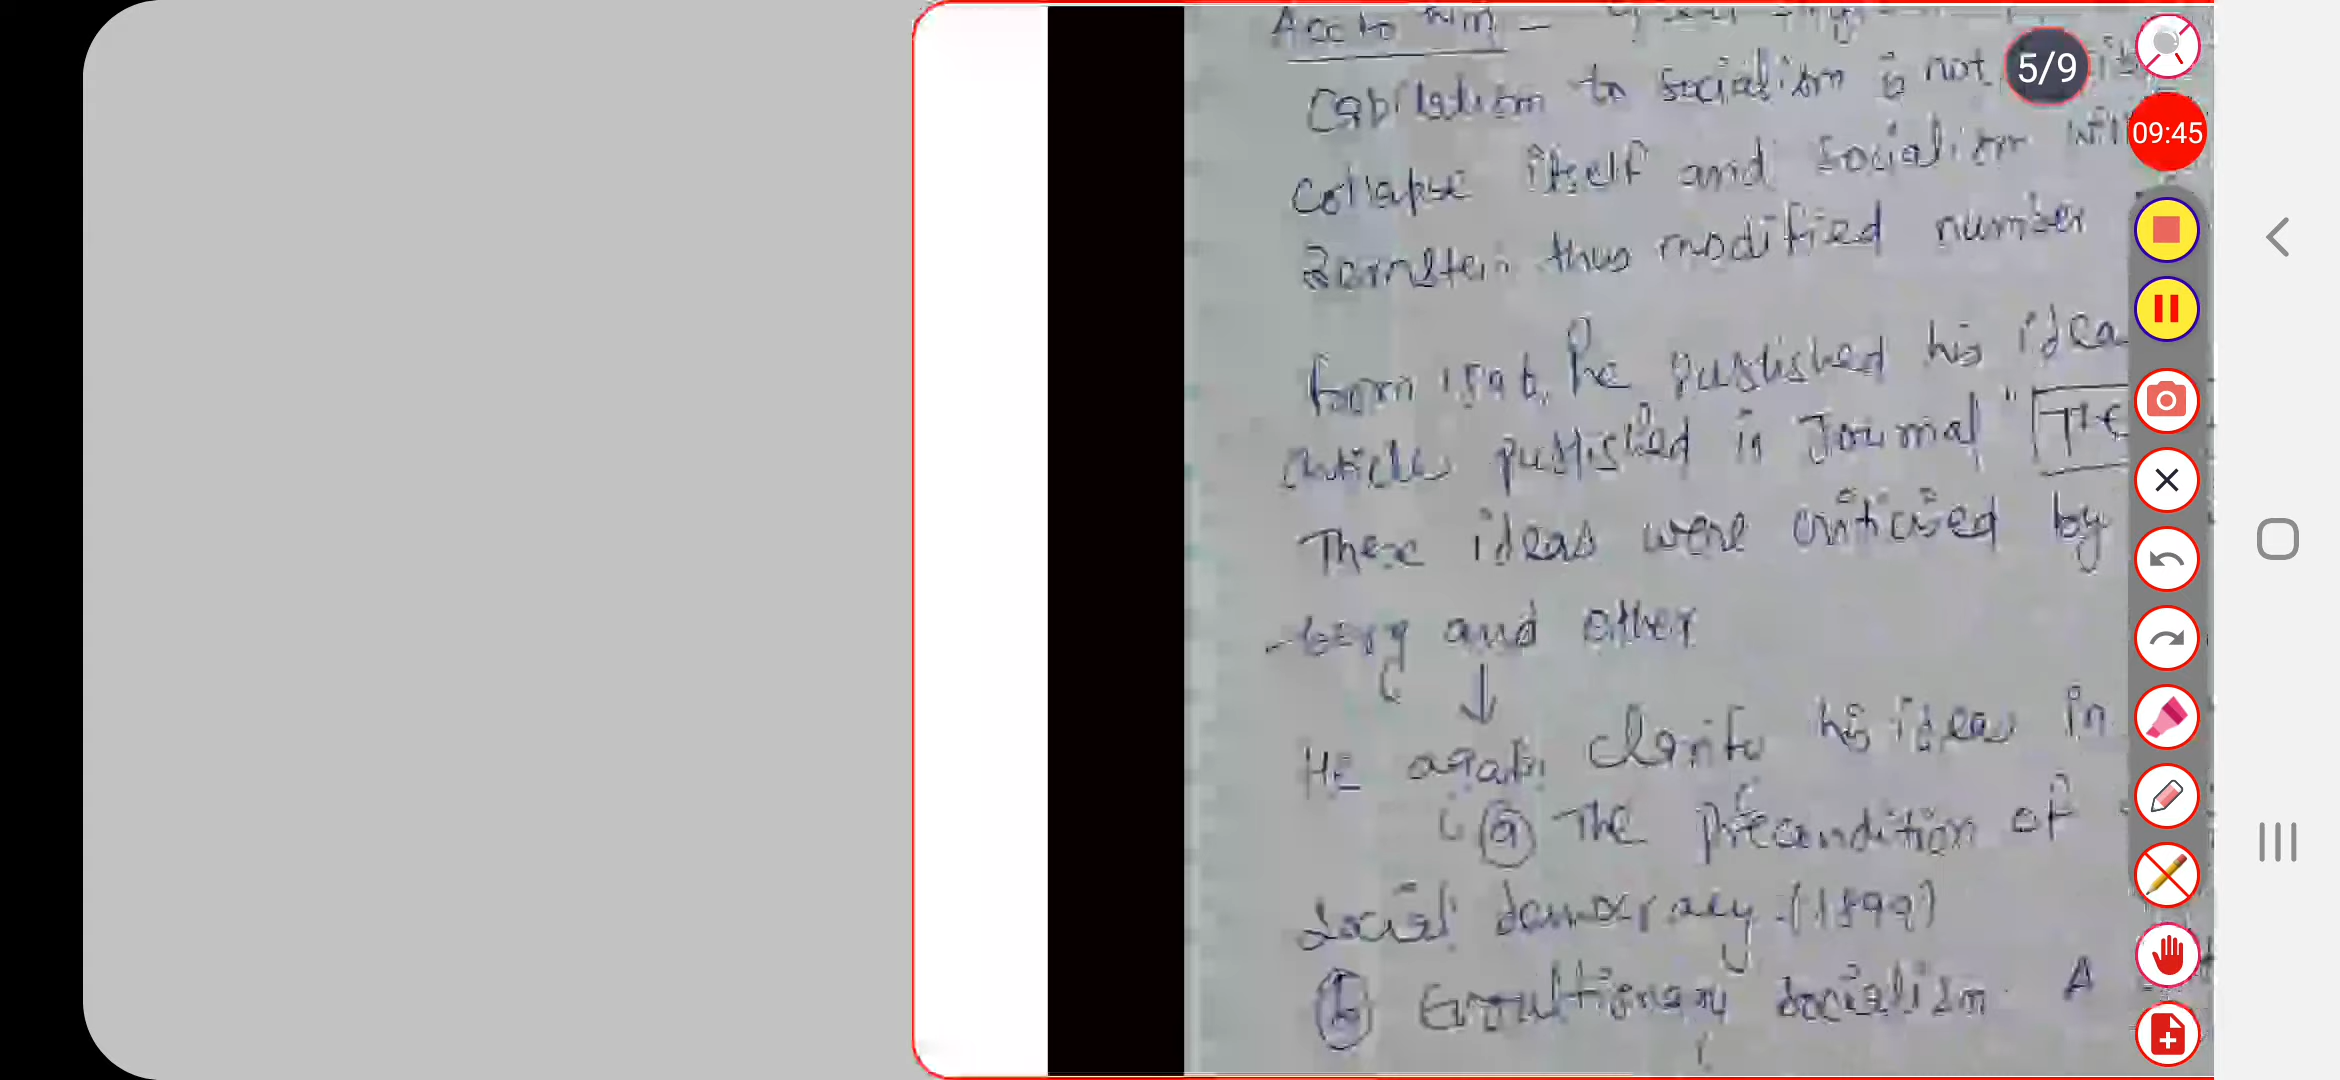 Acc to him -
Capitalism to socialism is not
5/9
09:45
collapse itself and socialism will
Bernstein thus modified number
from 1896, he published his idea
article published in Journal "The
These ideas were criticised by
-berg and other
He again clarify his ideas in
(a) The precondition of
Social democracy (1899)
(b) Evoultionary socialism A